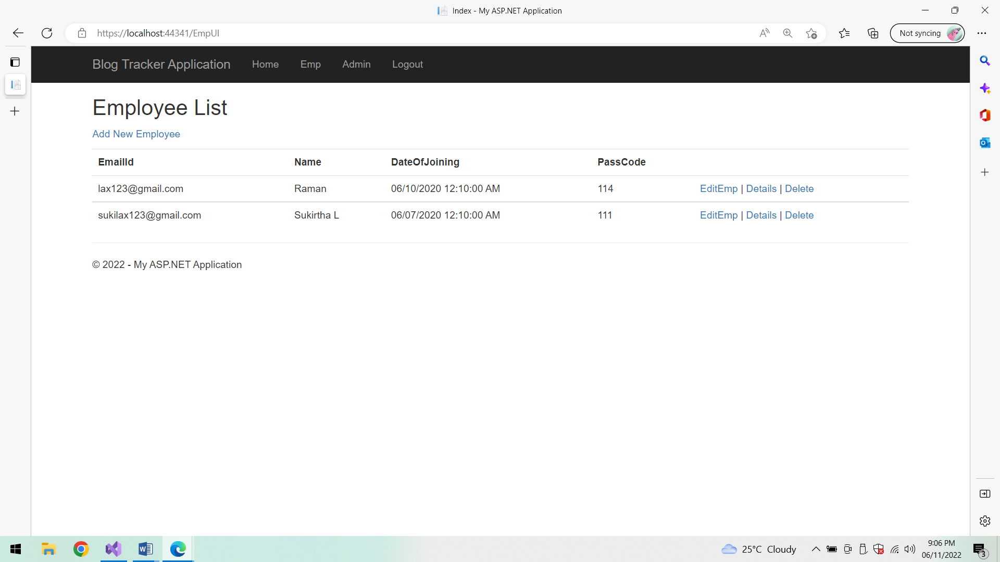 Index - My ASP.NET Application
https://localhost:44341/EmpUI
Not syncing
Blog Tracker Application Home Emp Admin Logout
Employee List
Add New Employee
EmailId Name DateOfJoining PassCode
lax123@gmail.com Raman 06/10/2020 12:10:00 AM 114 EditEmp | Details | Delete
sukilax123@gmail.com Sukirtha L 06/07/2020 12:10:00 AM 111 EditEmp | Details | Delete
© 2022 - My ASP.NET Application
25°C Cloudy
9:06 PM
06/11/2022
3